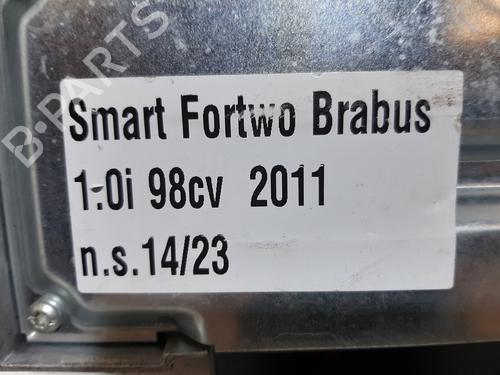 B-PARTS
Smart Fortwo Brabus
1.0i 98cv 2011
n.s.14/23